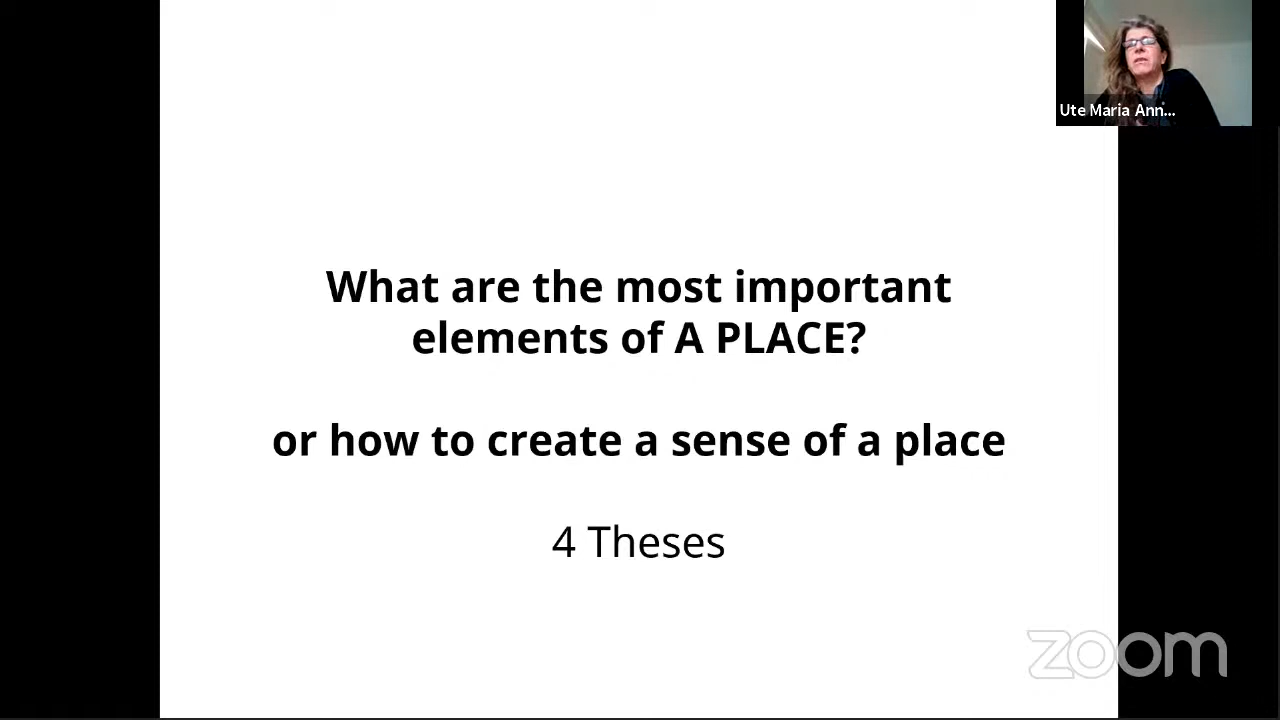 Ute Maria Ann...
What are the most important
elements of A PLACE?
or how to create a sense of a place
4 Theses
zoom